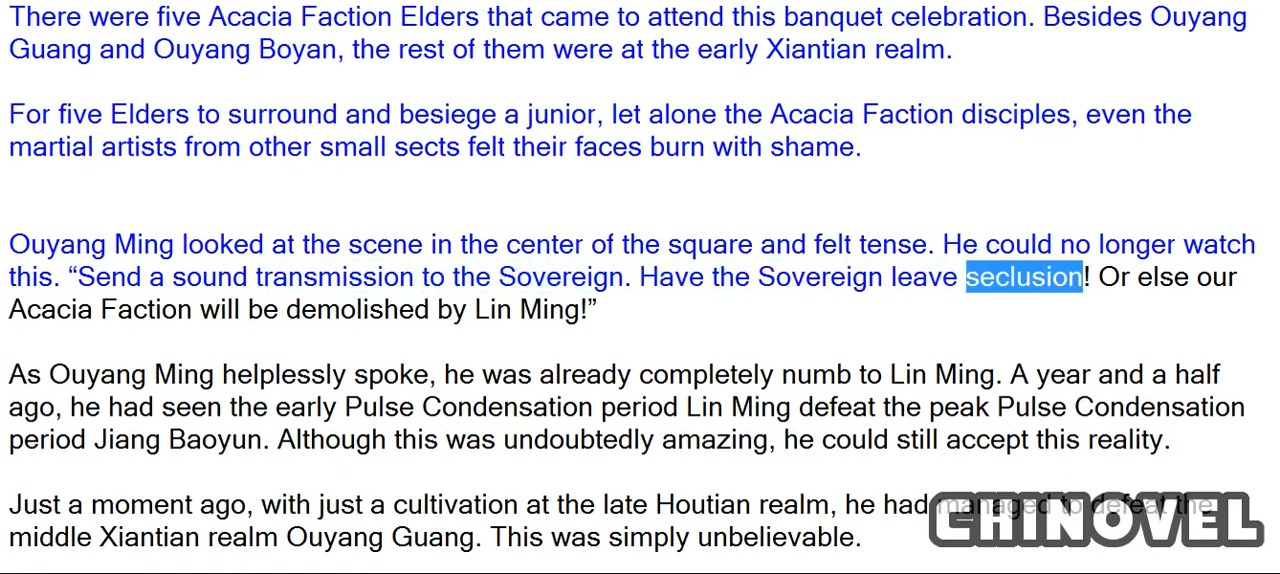 There were five Acacia Faction Elders that came to attend this banquet celebration. Besides Ouyang
Guang and Ouyang Boyan, the rest of them were at the early Xiantian realm.
For five Elders to surround and besiege a junior, let alone the Acacia Faction disciples, even the
martial artists from other small sects felt their faces burn with shame.
Ouyang Ming looked at the scene in the center of the square and felt tense. He could no longer watch
this. “Send a sound transmission to the Sovereign. Have the Sovereign leave seclusion! Or else our
Acacia Faction will be demolished by Lin Ming!”
As Ouyang Ming helplessly spoke, he was already completely numb to Lin Ming. A year and a half
ago, he had seen the early Pulse Condensation period Lin Ming defeat the peak Pulse Condensation
period Jiang Baoyun. Although this was undoubtedly amazing, he could still accept this reality.
Just a moment ago, with just a cultivation at the late Houtian realm, he had managed to defeat the
middle Xiantian realm Ouyang Guang. This was simply unbelievable.
CHINOVEL